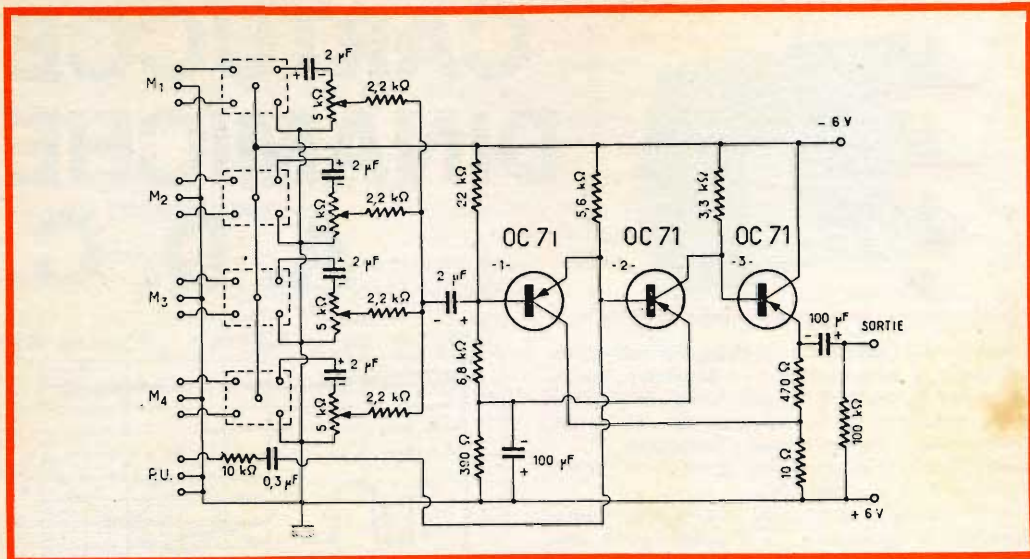 M1
2 µF
+ -
5 kΩ
2,2 kΩ
- 6 V
M2
+
2 µF
-
5 kΩ
2,2 kΩ
22 kΩ
5,6 kΩ
3,3 kΩ
OC 71
OC 71
OC 71
-1-
-2-
-3-
M3
+
2 µF
-
5 kΩ
2,2 kΩ
2 µF
- +
100 µF
- +
SORTIE
M4
+
2 µF
-
5 kΩ
2,2 kΩ
6,8 kΩ
470 Ω
100 kΩ
P.U.
10 kΩ
0,3 µF
390 Ω
-
+
100 µF
10 Ω
+ 6 V